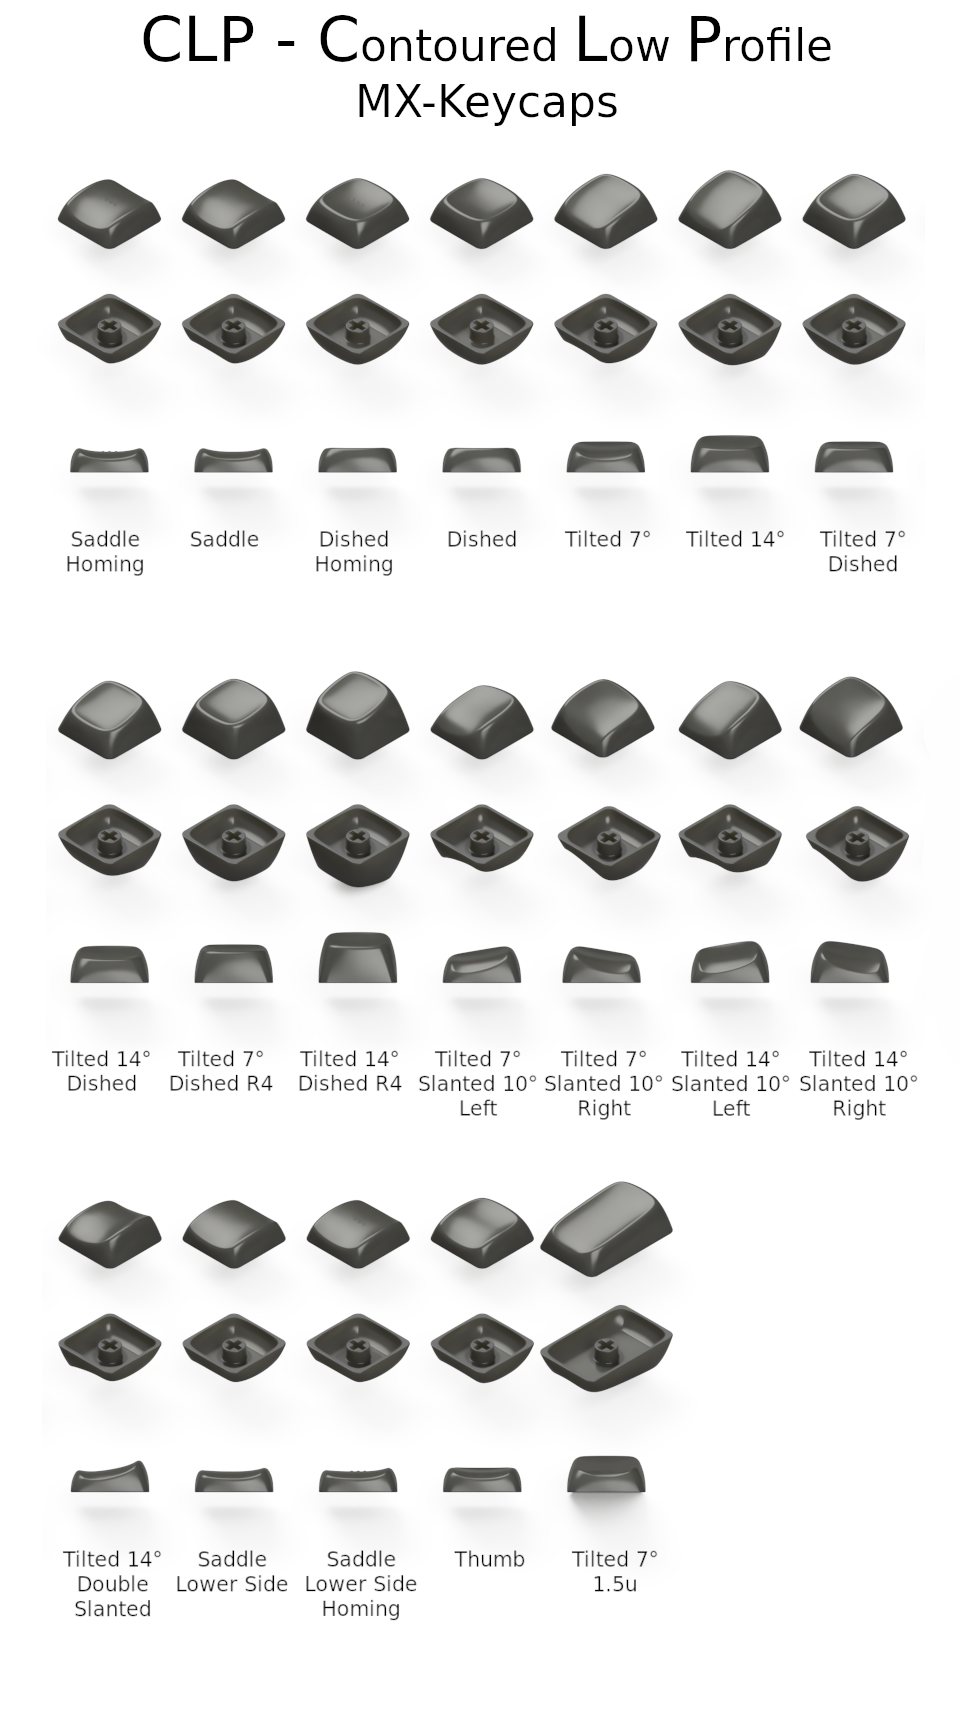 CLP - Contoured Low Profile
MX-Keycaps
Saddle
Homing
Saddle
Dished
Homing
Dished
Tilted 7°
Tilted 14°
Tilted 7°
Dished
Tilted 14°
Dished
Tilted 7°
Dished R4
Tilted 14°
Dished R4
Tilted 7°
Slanted 10°
Left
Tilted 7°
Slanted 10°
Right
Tilted 14°
Slanted 10°
Left
Tilted 14°
Slanted 10°
Right
Tilted 14°
Double
Slanted
Saddle
Lower Side
Saddle
Lower Side
Homing
Thumb
Tilted 7°
1.5u